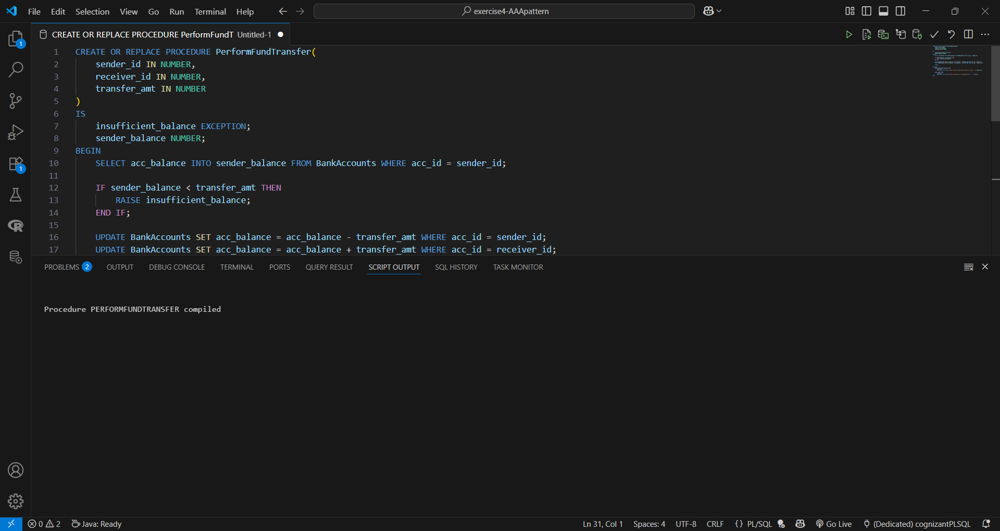 File Edit Selection View Go Run Terminal Help exercise4-AAApattern
CREATE OR REPLACE PROCEDURE PerformFundT Untitled-1
1 CREATE OR REPLACE PROCEDURE PerformFundTransfer(
2 sender_id IN NUMBER,
3 receiver_id IN NUMBER,
4 transfer_amt IN NUMBER
5 )
6 IS
7 insufficient_balance EXCEPTION;
8 sender_balance NUMBER;
9 BEGIN
10 SELECT acc_balance INTO sender_balance FROM BankAccounts WHERE acc_id = sender_id;
11
12 IF sender_balance < transfer_amt THEN
13 RAISE insufficient_balance;
14 END IF;
15
16 UPDATE BankAccounts SET acc_balance = acc_balance - transfer_amt WHERE acc_id = sender_id;
17 UPDATE BankAccounts SET acc_balance = acc_balance + transfer_amt WHERE acc_id = receiver_id;
1
1
PROBLEMS 2 OUTPUT DEBUG CONSOLE TERMINAL PORTS QUERY RESULT SCRIPT OUTPUT SQL HISTORY TASK MONITOR
Procedure PERFORMFUNDTRANSFER compiled
0 2 Java: Ready Ln 31, Col 1 Spaces: 4 UTF-8 CRLF {} PL/SQL Go Live (Dedicated) cognizantPLSQL